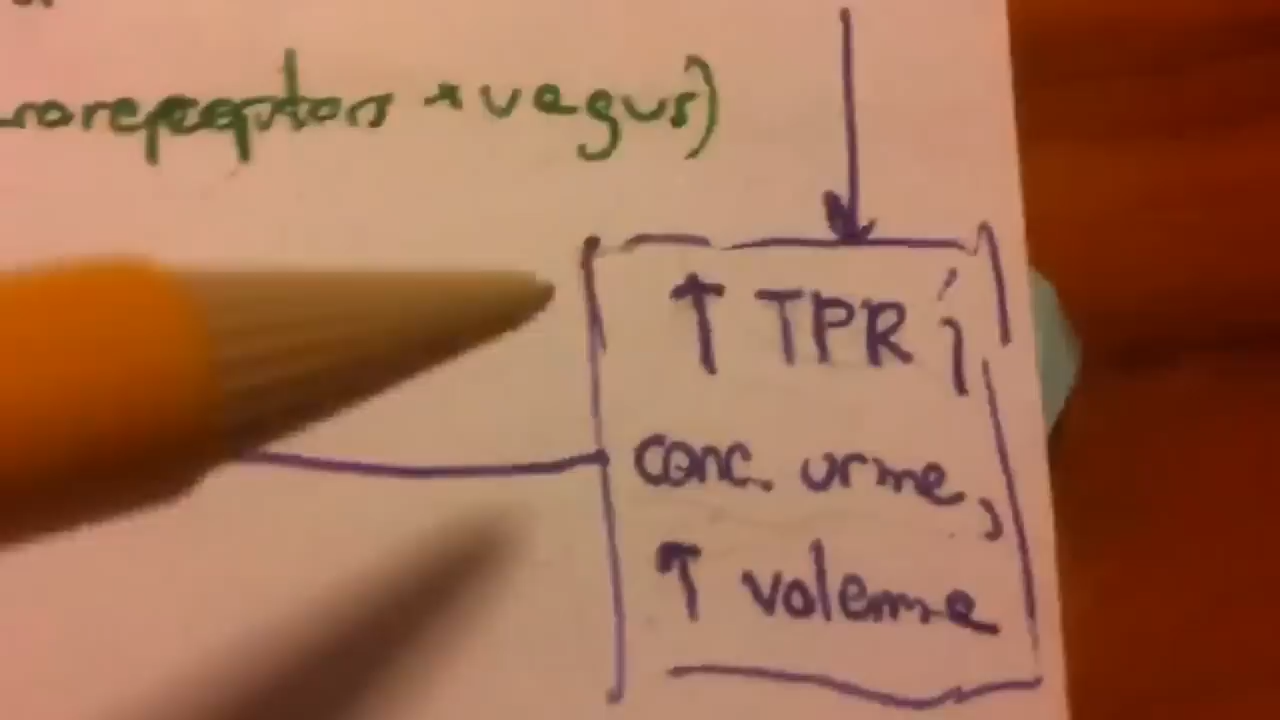 roreceptors + vagus)
↑ TPR ;
conc. urine,
↑ volume